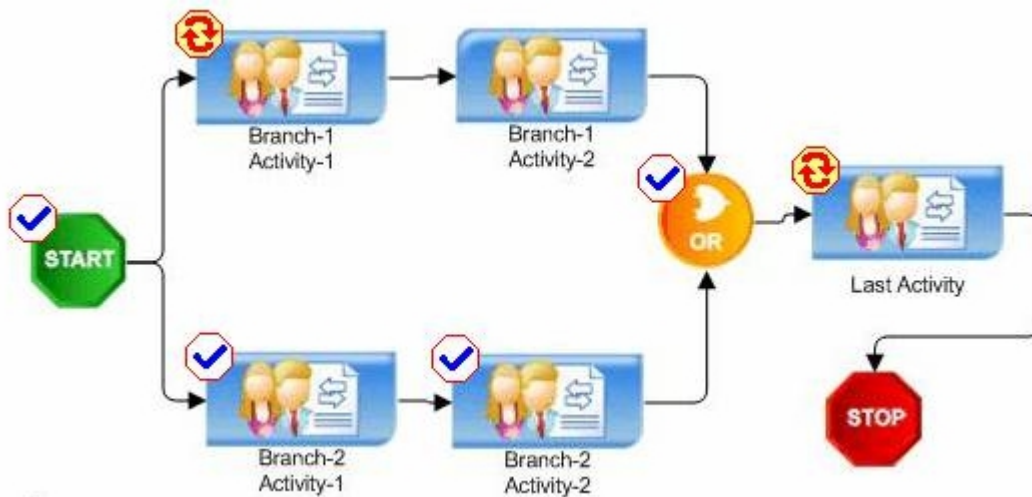 Branch-1
Activity-1
Branch-1
Activity-2
START
OR
Last Activity
STOP
Branch-2
Activity-1
Branch-2
Activity-2